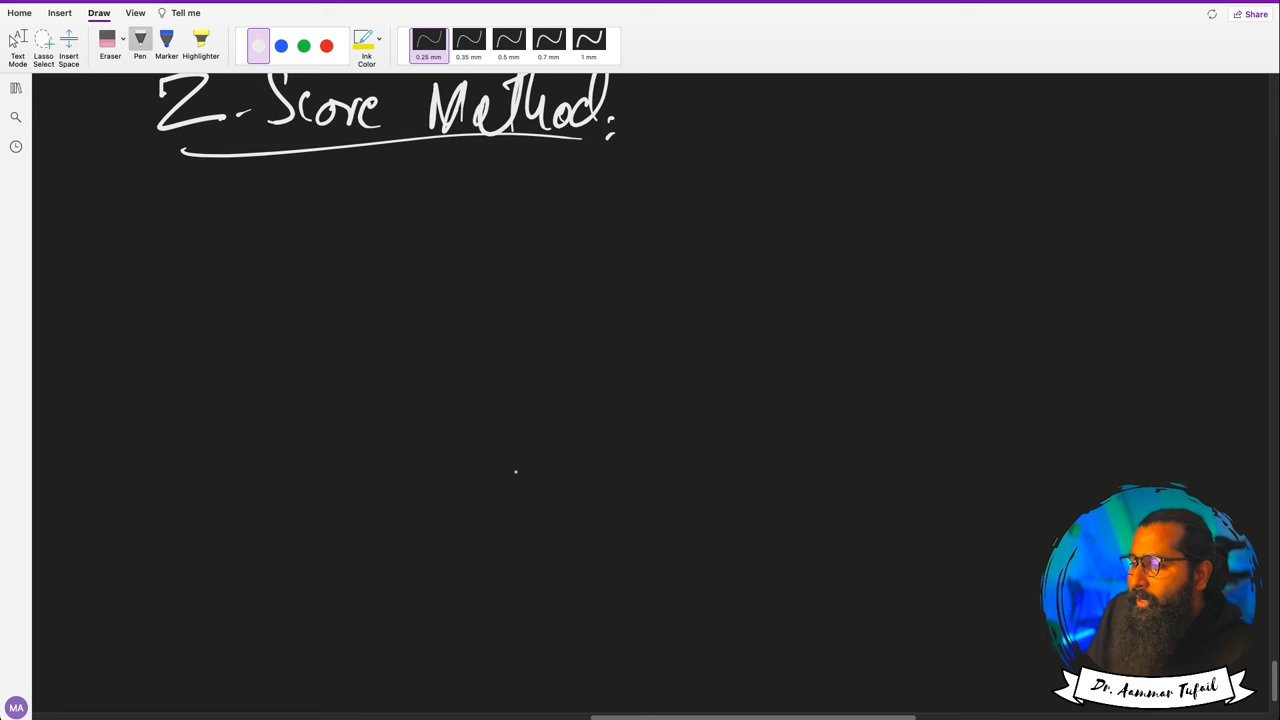 Home Insert Draw View Tell me
Share
Text Mode
Lasso Select
Insert Space
Eraser
Pen
Marker
Highlighter
Ink Color
0.25 mm
0.35 mm
0.5 mm
0.7 mm
1 mm
Z-Score Method:
MA
Dr. Aammar Tufail